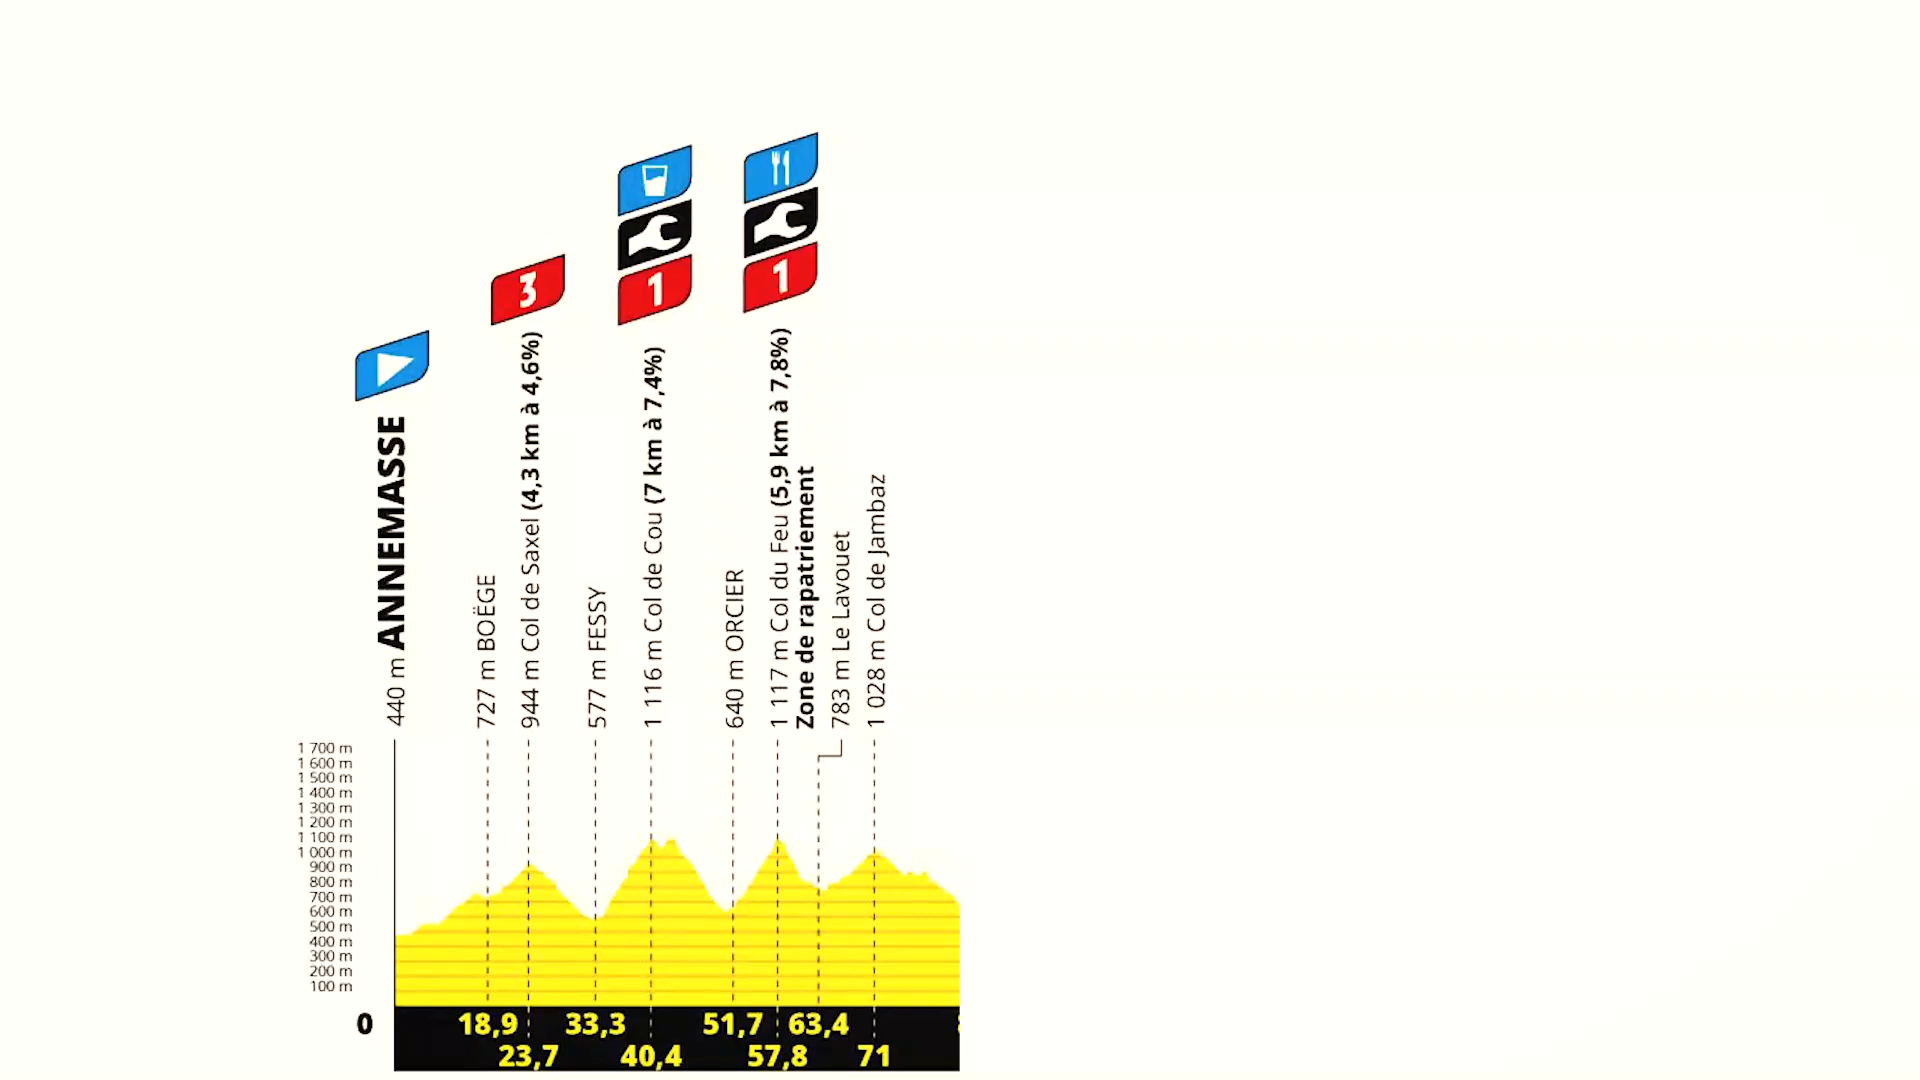 3
1
1
440 m ANNEMASSE
727 m BOËGE
944 m Col de Saxel (4,3 km à 4,6%)
577 m FESSY
1 116 m Col de Cou (7 km à 7,4%)
640 m ORCIER
1 117 m Col du Feu (5,9 km à 7,8%)
Zone de rapatriement
783 m Le Lavouet
1 028 m Col de Jambaz
1 700 m
1 600 m
1 500 m
1 400 m
1 300 m
1 200 m
1 100 m
1 000 m
900 m
800 m
700 m
600 m
500 m
400 m
300 m
200 m
100 m
0
18,9
33,3
51,7
63,4
23,7
40,4
57,8
71